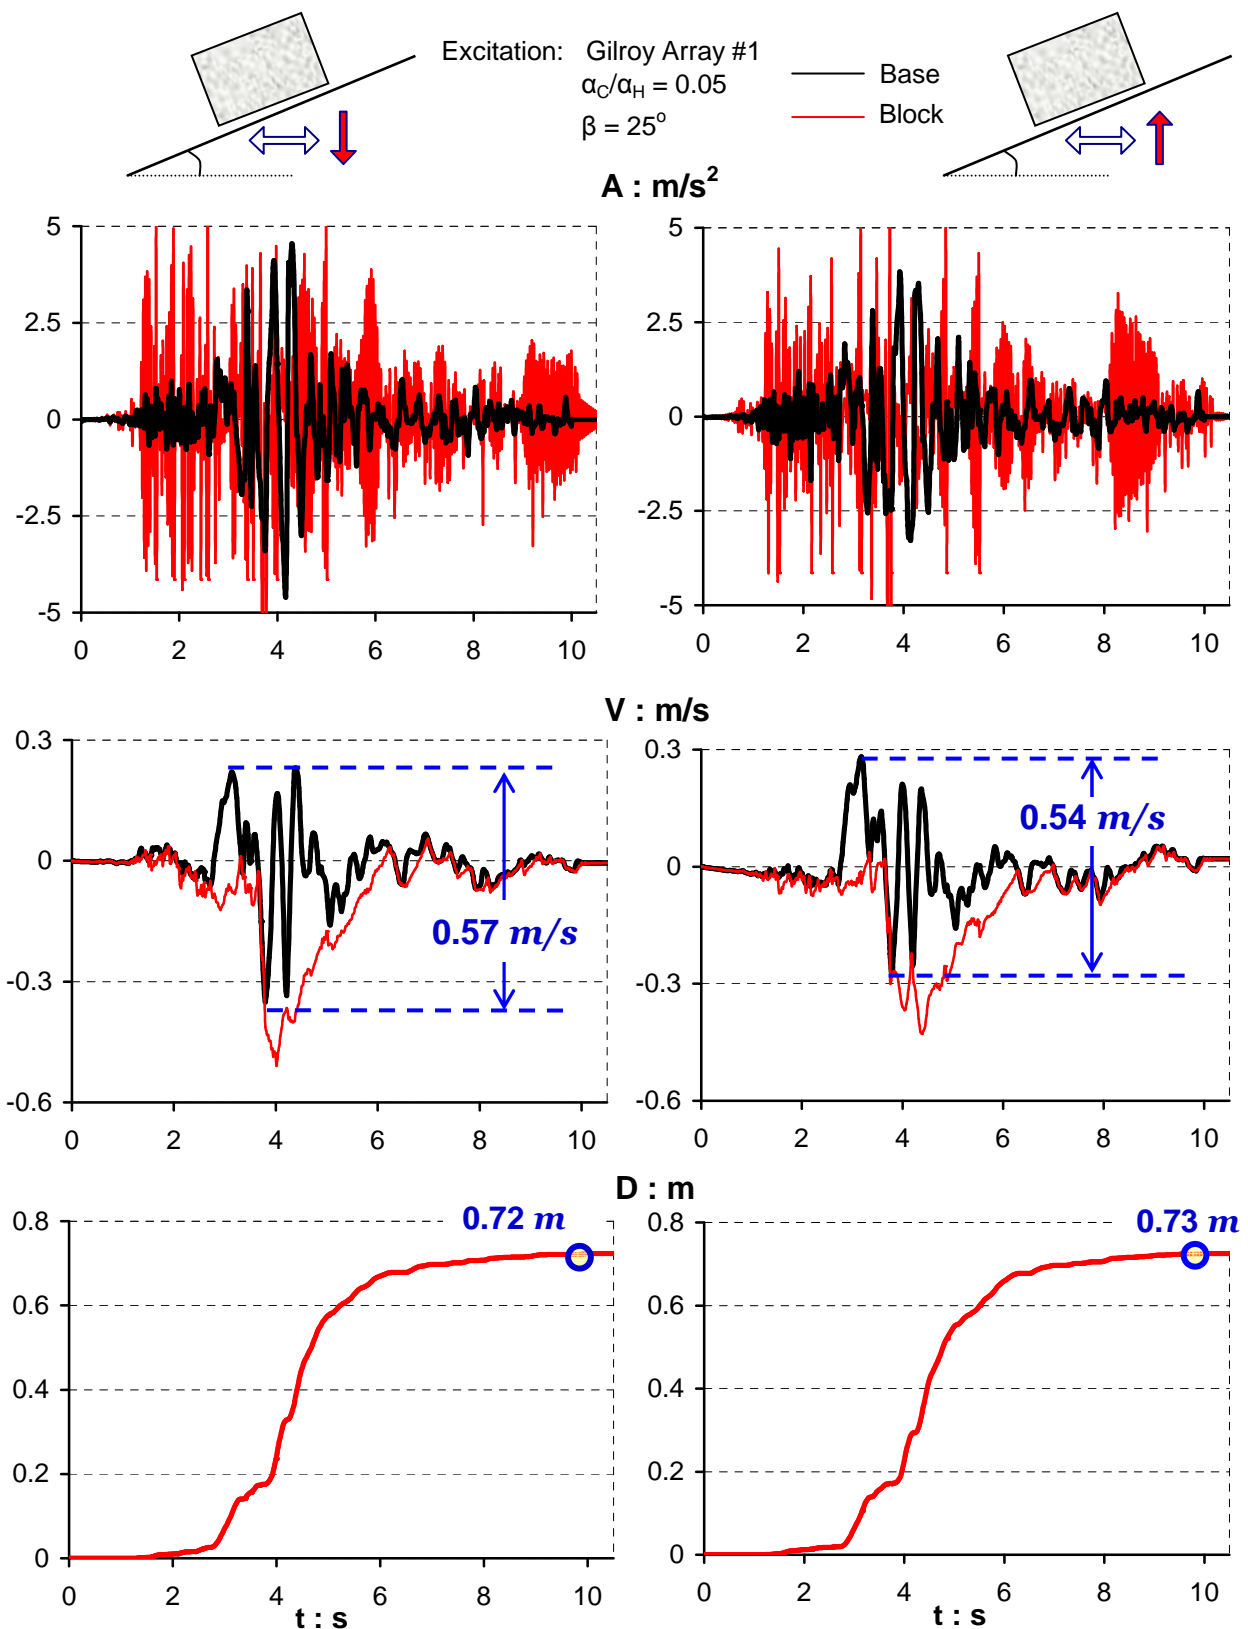 Excitation: Gilroy Array #1
α_C/α_H = 0.05
β = 25°
Base
Block
A : m/s²
5
2.5
0
-2.5
-5
0 2 4 6 8 10
5
2.5
0
-2.5
-5
0 2 4 6 8 10
V : m/s
0.3
0
-0.3
-0.6
0 2 4 6 8 10
0.57 m/s
0.3
0
-0.3
-0.6
0 2 4 6 8 10
0.54 m/s
D : m
0.8
0.6
0.4
0.2
0
0 2 4 6 8 10
0.72 m
t : s
0.8
0.6
0.4
0.2
0
0 2 4 6 8 10
0.73 m
t : s